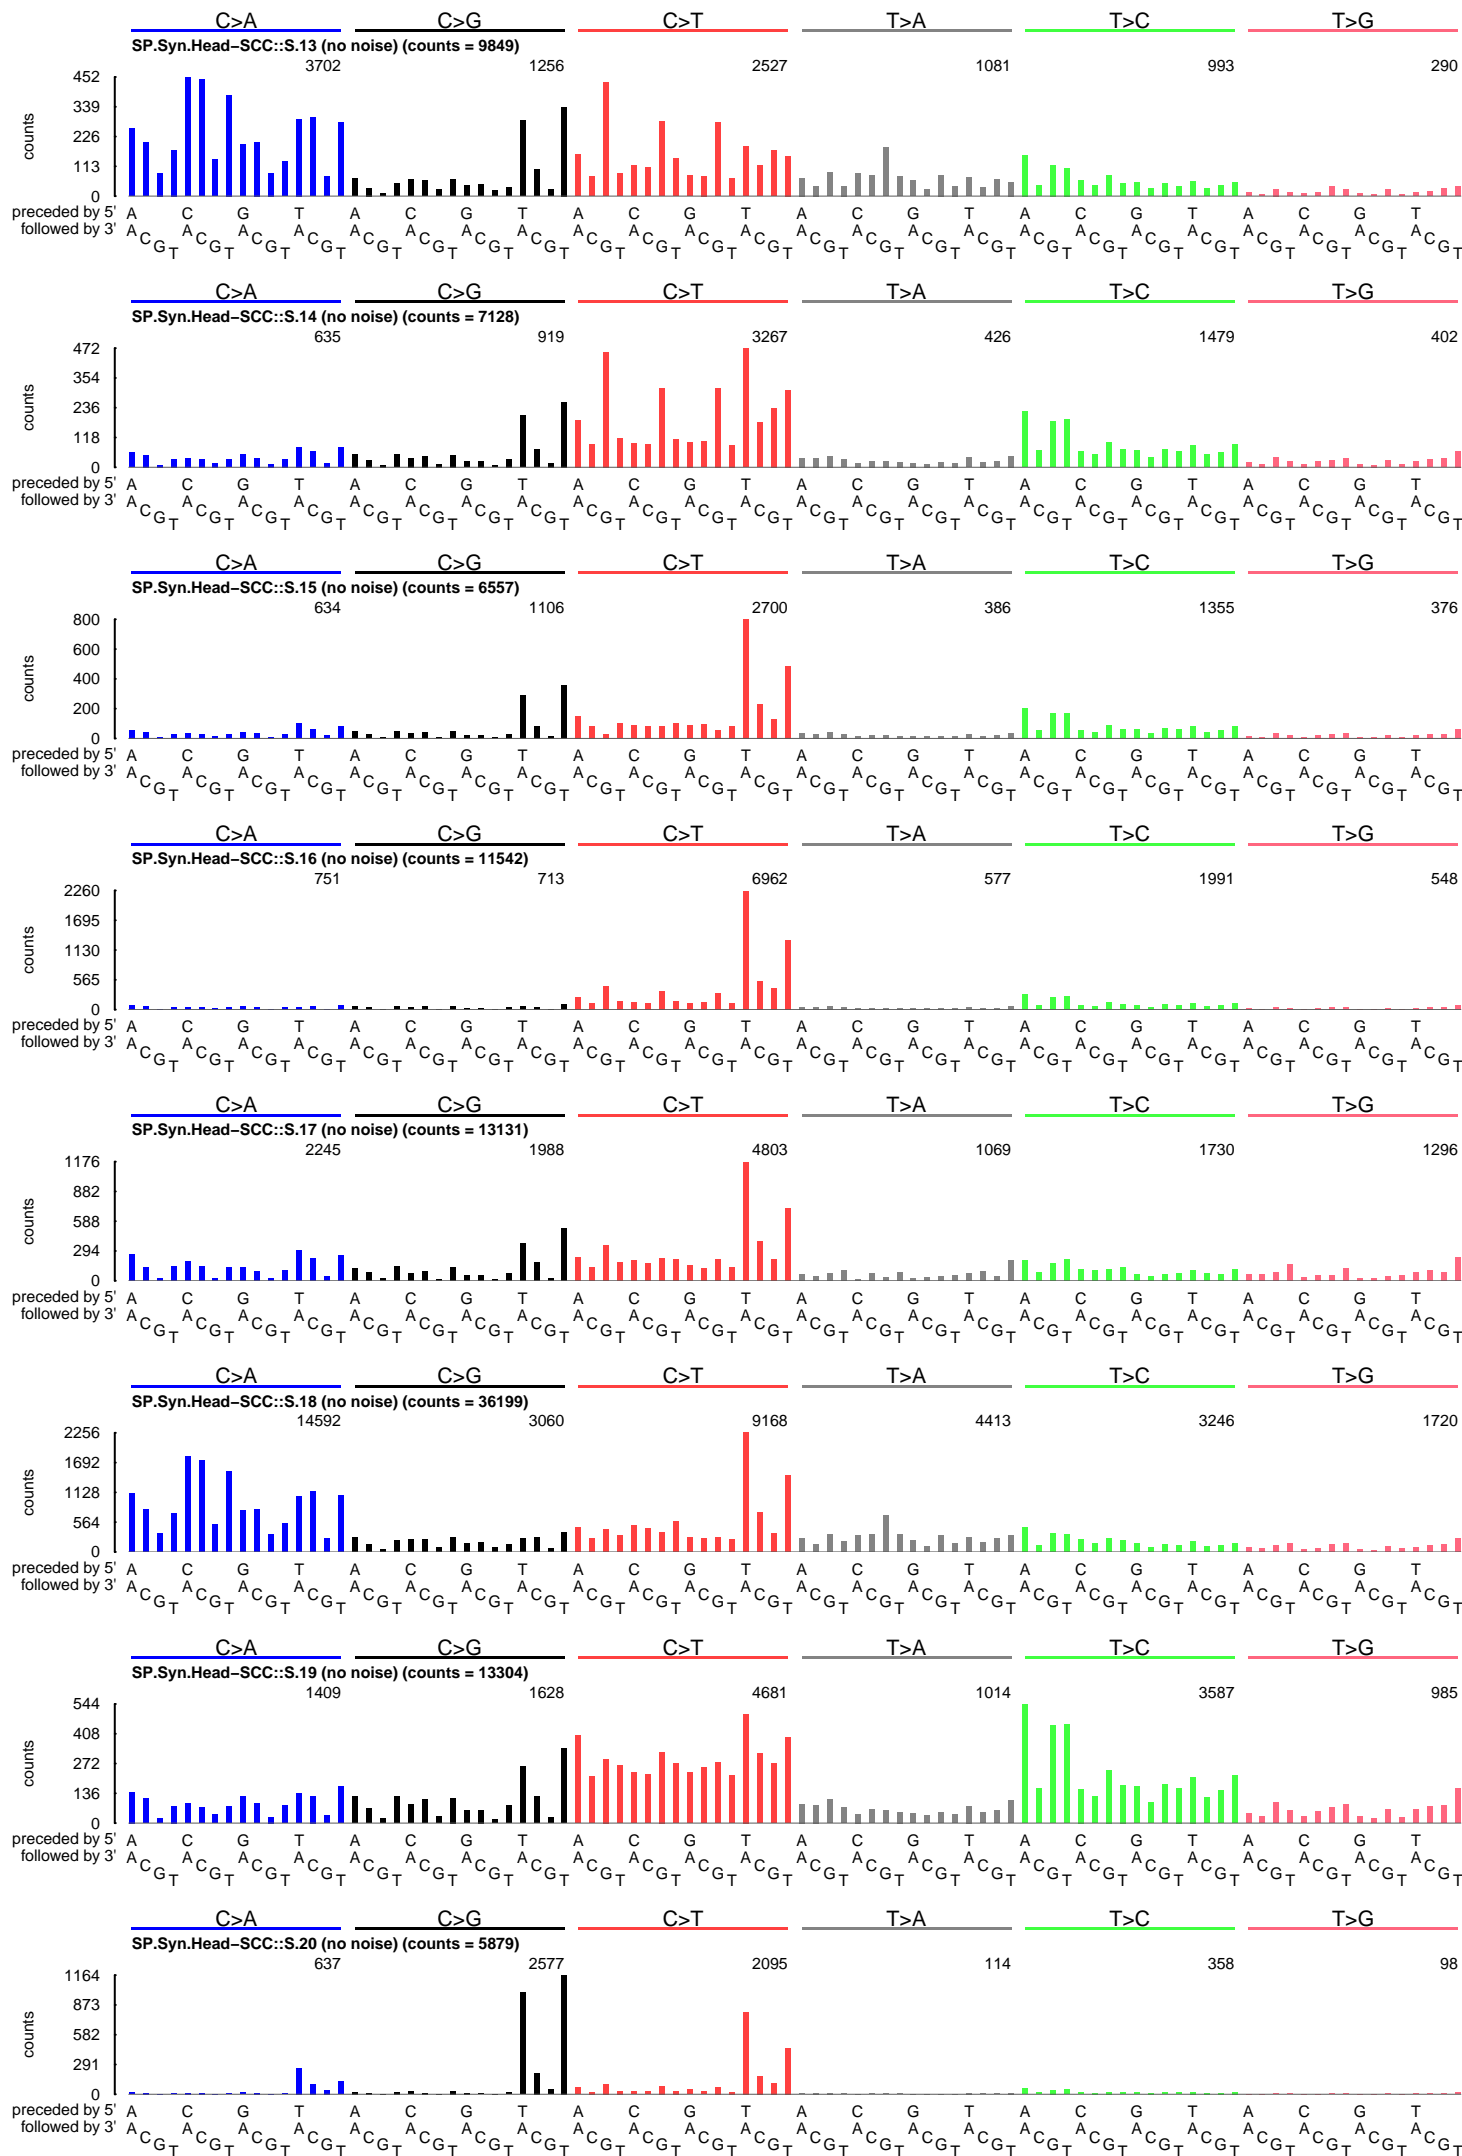 C>A C>G C>T T>A T>C T>G
SP.Syn.Head−SCC::S.13 (no noise) (counts = 9849)
3702 1256 2527 1081 993 290
452
339
226
113
0
counts
preceded by 5' A C G T A C G T A C G T A C G T A C G T A C G T
followed by 3' A C G T A C G T A C G T A C G T A C G T A C G T A C G T A C G T A C G T A C G T A C G T A C G T A C G T A C G T A C G T A C G T A C G T A C G T A C G T A C G T A C G T A C G T A C G T A C G T
C>A C>G C>T T>A T>C T>G
SP.Syn.Head−SCC::S.14 (no noise) (counts = 7128)
635 919 3267 426 1479 402
472
354
236
118
0
counts
preceded by 5' A C G T A C G T A C G T A C G T A C G T A C G T
followed by 3' A C G T A C G T A C G T A C G T A C G T A C G T A C G T A C G T A C G T A C G T A C G T A C G T A C G T A C G T A C G T A C G T A C G T A C G T A C G T A C G T A C G T A C G T A C G T A C G T
C>A C>G C>T T>A T>C T>G
SP.Syn.Head−SCC::S.15 (no noise) (counts = 6557)
634 1106 2700 386 1355 376
800
600
400
200
0
counts
preceded by 5' A C G T A C G T A C G T A C G T A C G T A C G T
followed by 3' A C G T A C G T A C G T A C G T A C G T A C G T A C G T A C G T A C G T A C G T A C G T A C G T A C G T A C G T A C G T A C G T A C G T A C G T A C G T A C G T A C G T A C G T A C G T A C G T
C>A C>G C>T T>A T>C T>G
SP.Syn.Head−SCC::S.16 (no noise) (counts = 11542)
751 713 6962 577 1991 548
2260
1695
1130
565
0
counts
preceded by 5' A C G T A C G T A C G T A C G T A C G T A C G T
followed by 3' A C G T A C G T A C G T A C G T A C G T A C G T A C G T A C G T A C G T A C G T A C G T A C G T A C G T A C G T A C G T A C G T A C G T A C G T A C G T A C G T A C G T A C G T A C G T A C G T
C>A C>G C>T T>A T>C T>G
SP.Syn.Head−SCC::S.17 (no noise) (counts = 13131)
2245 1988 4803 1069 1730 1296
1176
882
588
294
0
counts
preceded by 5' A C G T A C G T A C G T A C G T A C G T A C G T
followed by 3' A C G T A C G T A C G T A C G T A C G T A C G T A C G T A C G T A C G T A C G T A C G T A C G T A C G T A C G T A C G T A C G T A C G T A C G T A C G T A C G T A C G T A C G T A C G T A C G T
C>A C>G C>T T>A T>C T>G
SP.Syn.Head−SCC::S.18 (no noise) (counts = 36199)
14592 3060 9168 4413 3246 1720
2256
1692
1128
564
0
counts
preceded by 5' A C G T A C G T A C G T A C G T A C G T A C G T
followed by 3' A C G T A C G T A C G T A C G T A C G T A C G T A C G T A C G T A C G T A C G T A C G T A C G T A C G T A C G T A C G T A C G T A C G T A C G T A C G T A C G T A C G T A C G T A C G T A C G T
C>A C>G C>T T>A T>C T>G
SP.Syn.Head−SCC::S.19 (no noise) (counts = 13304)
1409 1628 4681 1014 3587 985
544
408
272
136
0
counts
preceded by 5' A C G T A C G T A C G T A C G T A C G T A C G T
followed by 3' A C G T A C G T A C G T A C G T A C G T A C G T A C G T A C G T A C G T A C G T A C G T A C G T A C G T A C G T A C G T A C G T A C G T A C G T A C G T A C G T A C G T A C G T A C G T A C G T
C>A C>G C>T T>A T>C T>G
SP.Syn.Head−SCC::S.20 (no noise) (counts = 5879)
637 2577 2095 114 358 98
1164
873
582
291
0
counts
preceded by 5' A C G T A C G T A C G T A C G T A C G T A C G T
followed by 3' A C G T A C G T A C G T A C G T A C G T A C G T A C G T A C G T A C G T A C G T A C G T A C G T A C G T A C G T A C G T A C G T A C G T A C G T A C G T A C G T A C G T A C G T A C G T A C G T